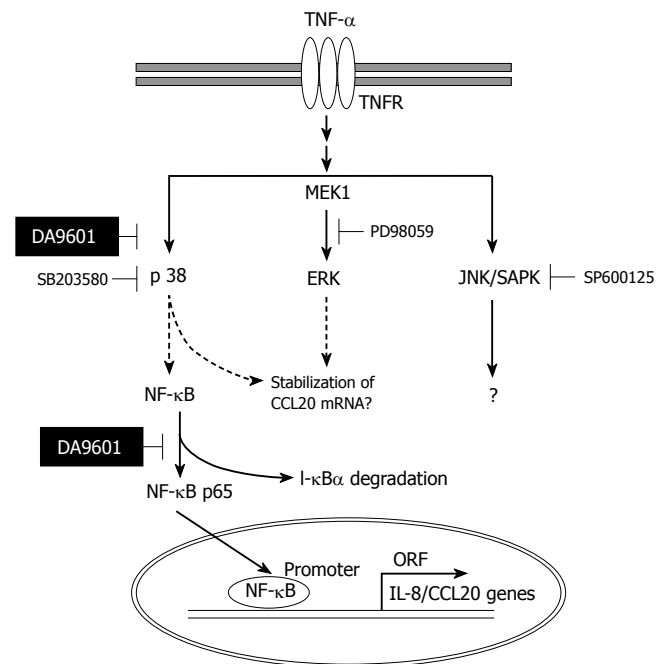 TNF-α
TNFR
MEK1
DA9601
PD98059
SB203580
p 38
ERK
JNK/SAPK
SP600125
NF-κB
Stabilization of
CCL20 mRNA?
?
DA9601
I-κBα degradation
NF-κB p65
Promoter
ORF
NF-κB
IL-8/CCL20 genes